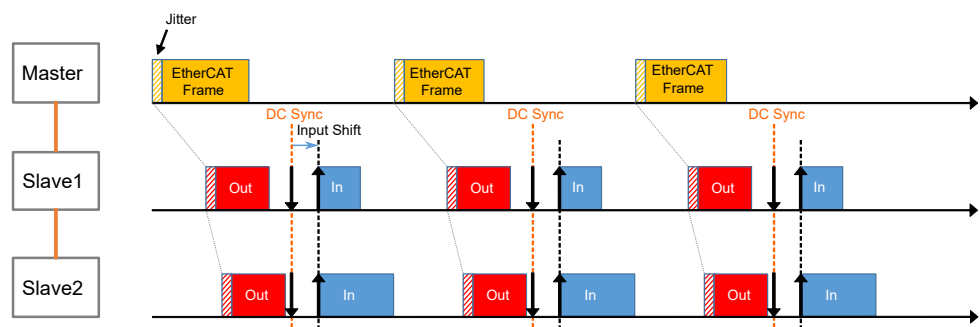 Jitter
Master
EtherCAT
Frame
EtherCAT
Frame
EtherCAT
Frame
DC Sync
DC Sync
DC Sync
Input Shift
Slave1
Out
In
Out
In
Out
In
Slave2
Out
In
Out
In
Out
In